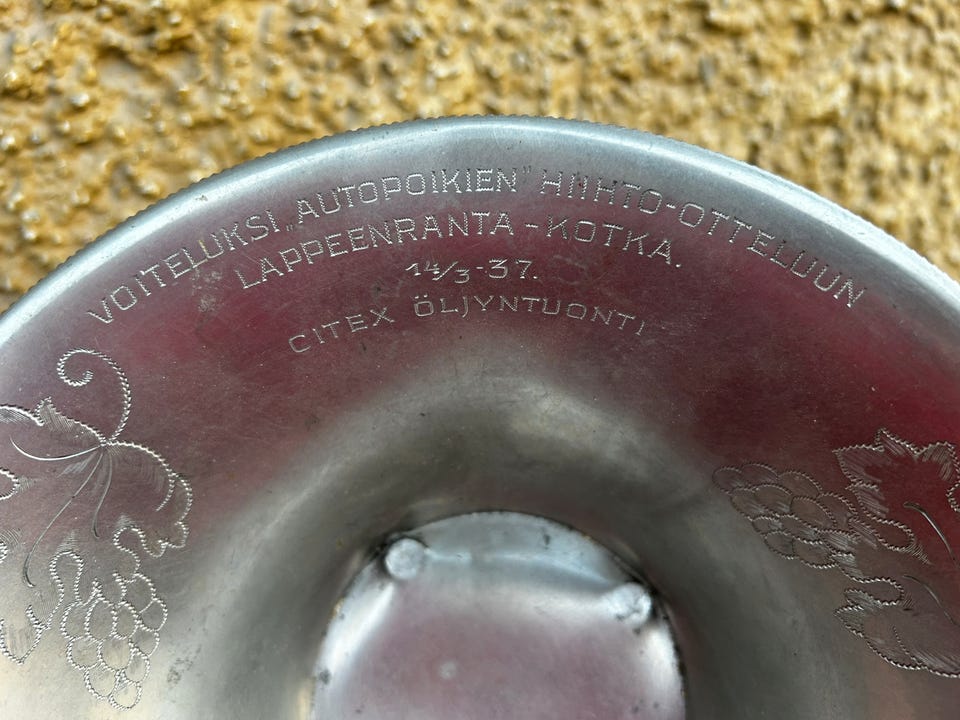 VOITELUKSI „AUTOPOIKIEN" HIIHTO-OTTELUUN
LAPPEENRANTA - KOTKA.
14/3-37.
CITEX ÖLJYNTUONTI